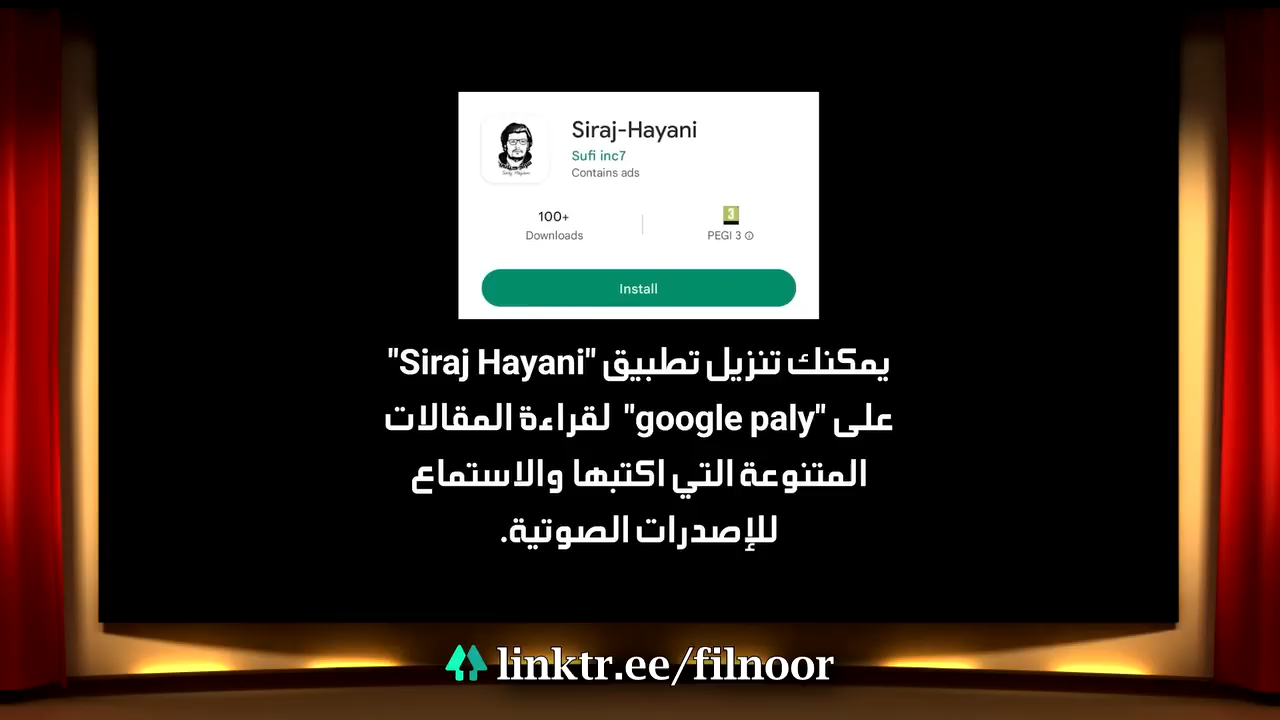 Siraj-Hayani
Sufi inc7
Contains ads
100+
Downloads
3
PEGI 3
Install
يمكنك تنزيل تطبيق "Siraj Hayani"
على "google paly" لقراءة المقالات
المتنوعة التي اكتبها والاستماع
للإصدرات الصوتية.
linktr.ee/filnoor